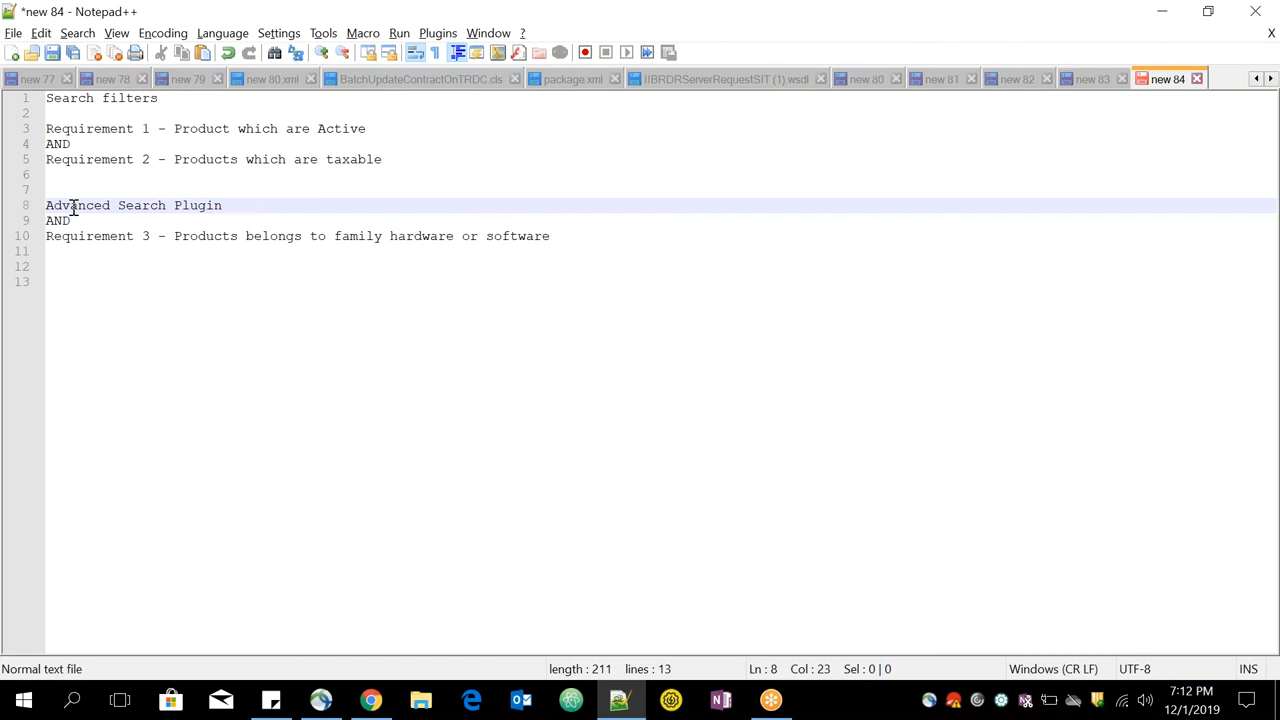 *new 84 - Notepad++
File Edit Search View Encoding Language Settings Tools Macro Run Plugins Window ? X
new 77 new 78 new 79 new 80.xml BatchUpdateContractOnTRDC.cls package.xml IIBRDRServerRequestSIT (1).wsdl new 80 new 81 new 82 new 83 new 84
1 Search filters
2
3 Requirement 1 - Product which are Active
4 AND
5 Requirement 2 - Products which are taxable
6
7
8 Advanced Search Plugin
9 AND
10 Requirement 3 - Products belongs to family hardware or software
11
12
13
Normal text file length : 211 lines : 13 Ln : 8 Col : 23 Sel : 0 | 0 Windows (CR LF) UTF-8 INS
7:12 PM
12/1/2019